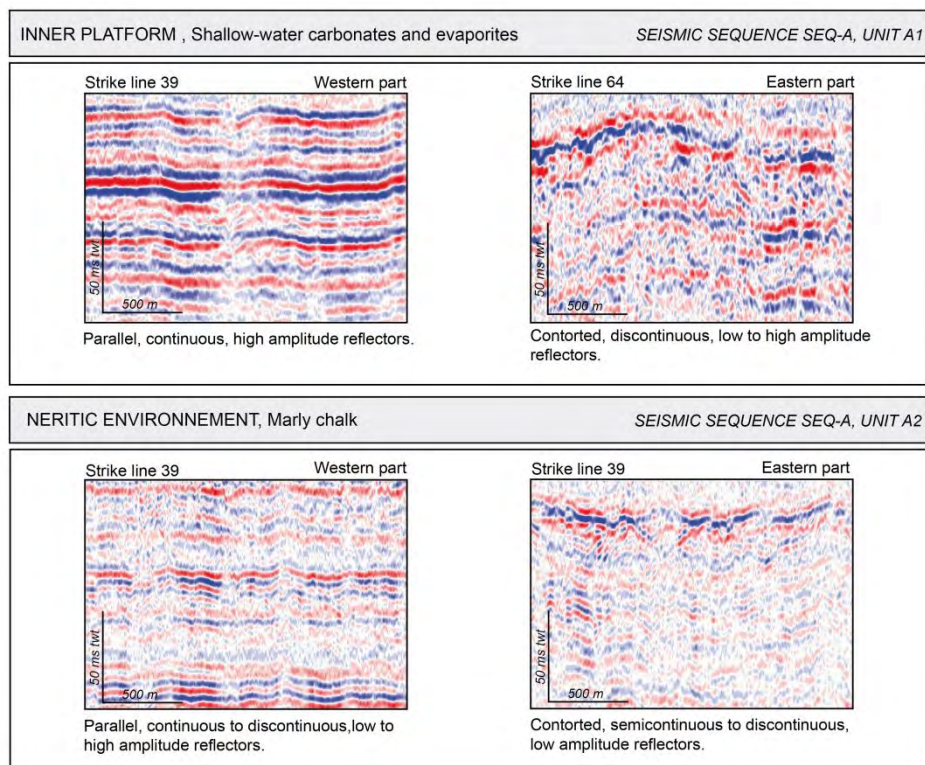 INNER PLATFORM , Shallow-water carbonates and evaporites
SEISMIC SEQUENCE SEQ-A, UNIT A1
Strike line 39
Western part
50 ms twt
500 m
Parallel, continuous, high amplitude reflectors.
Strike line 64
Eastern part
50 ms twt
500 m
Contorted, discontinuous, low to high amplitude
reflectors.
NERITIC ENVIRONNEMENT, Marly chalk
SEISMIC SEQUENCE SEQ-A, UNIT A2
Strike line 39
Western part
50 ms twt
500 m
Parallel, continuous to discontinuous,low to
high amplitude reflectors.
Strike line 39
Eastern part
50 ms twt
500 m
Contorted, semicontinuous to discontinuous,
low amplitude reflectors.